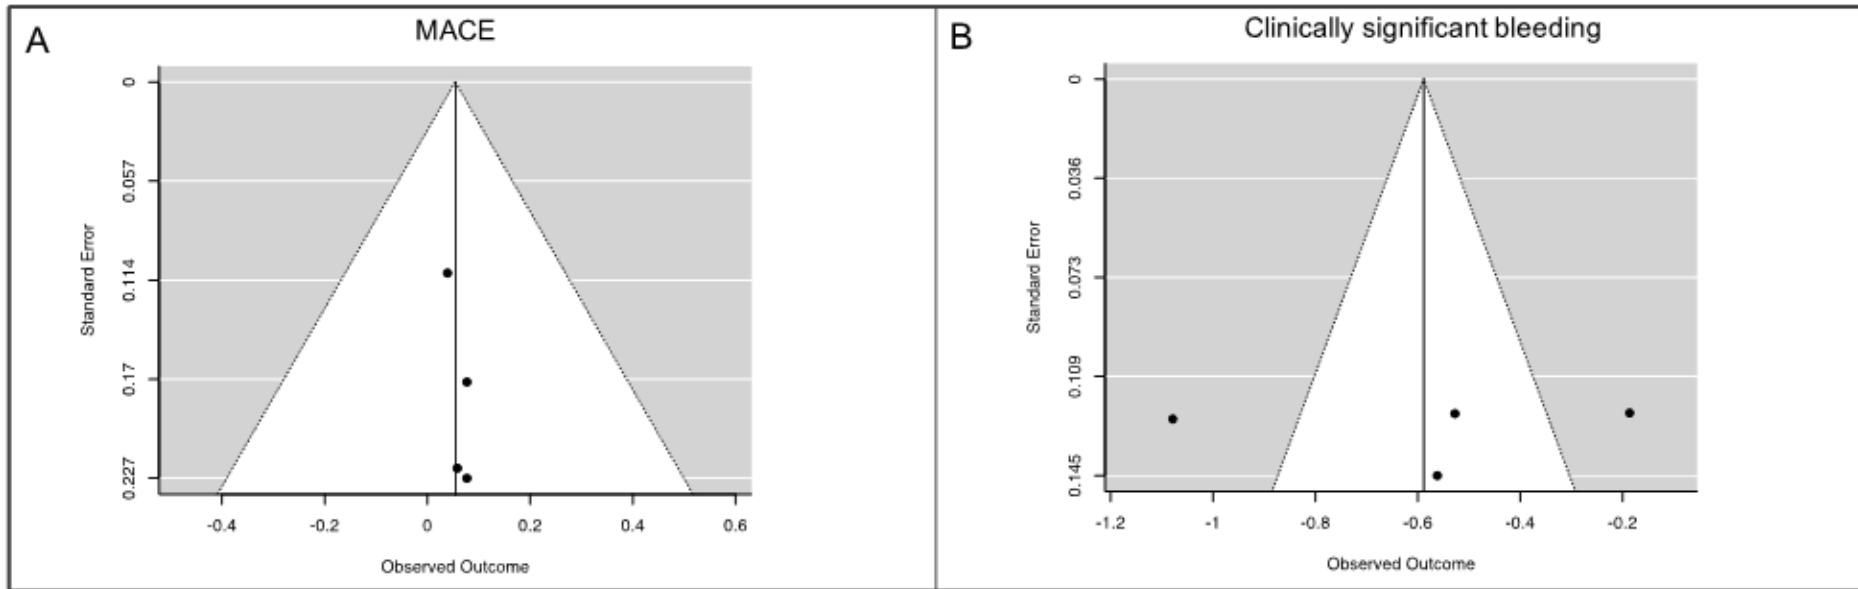 A
MACE
0
0.057
0.114
0.17
0.227
Standard Error
-0.4
-0.2
0
0.2
0.4
0.6
Observed Outcome
B
Clinically significant bleeding
0
0.036
0.073
0.109
0.145
Standard Error
-1.2
-1
-0.8
-0.6
-0.4
-0.2
Observed Outcome